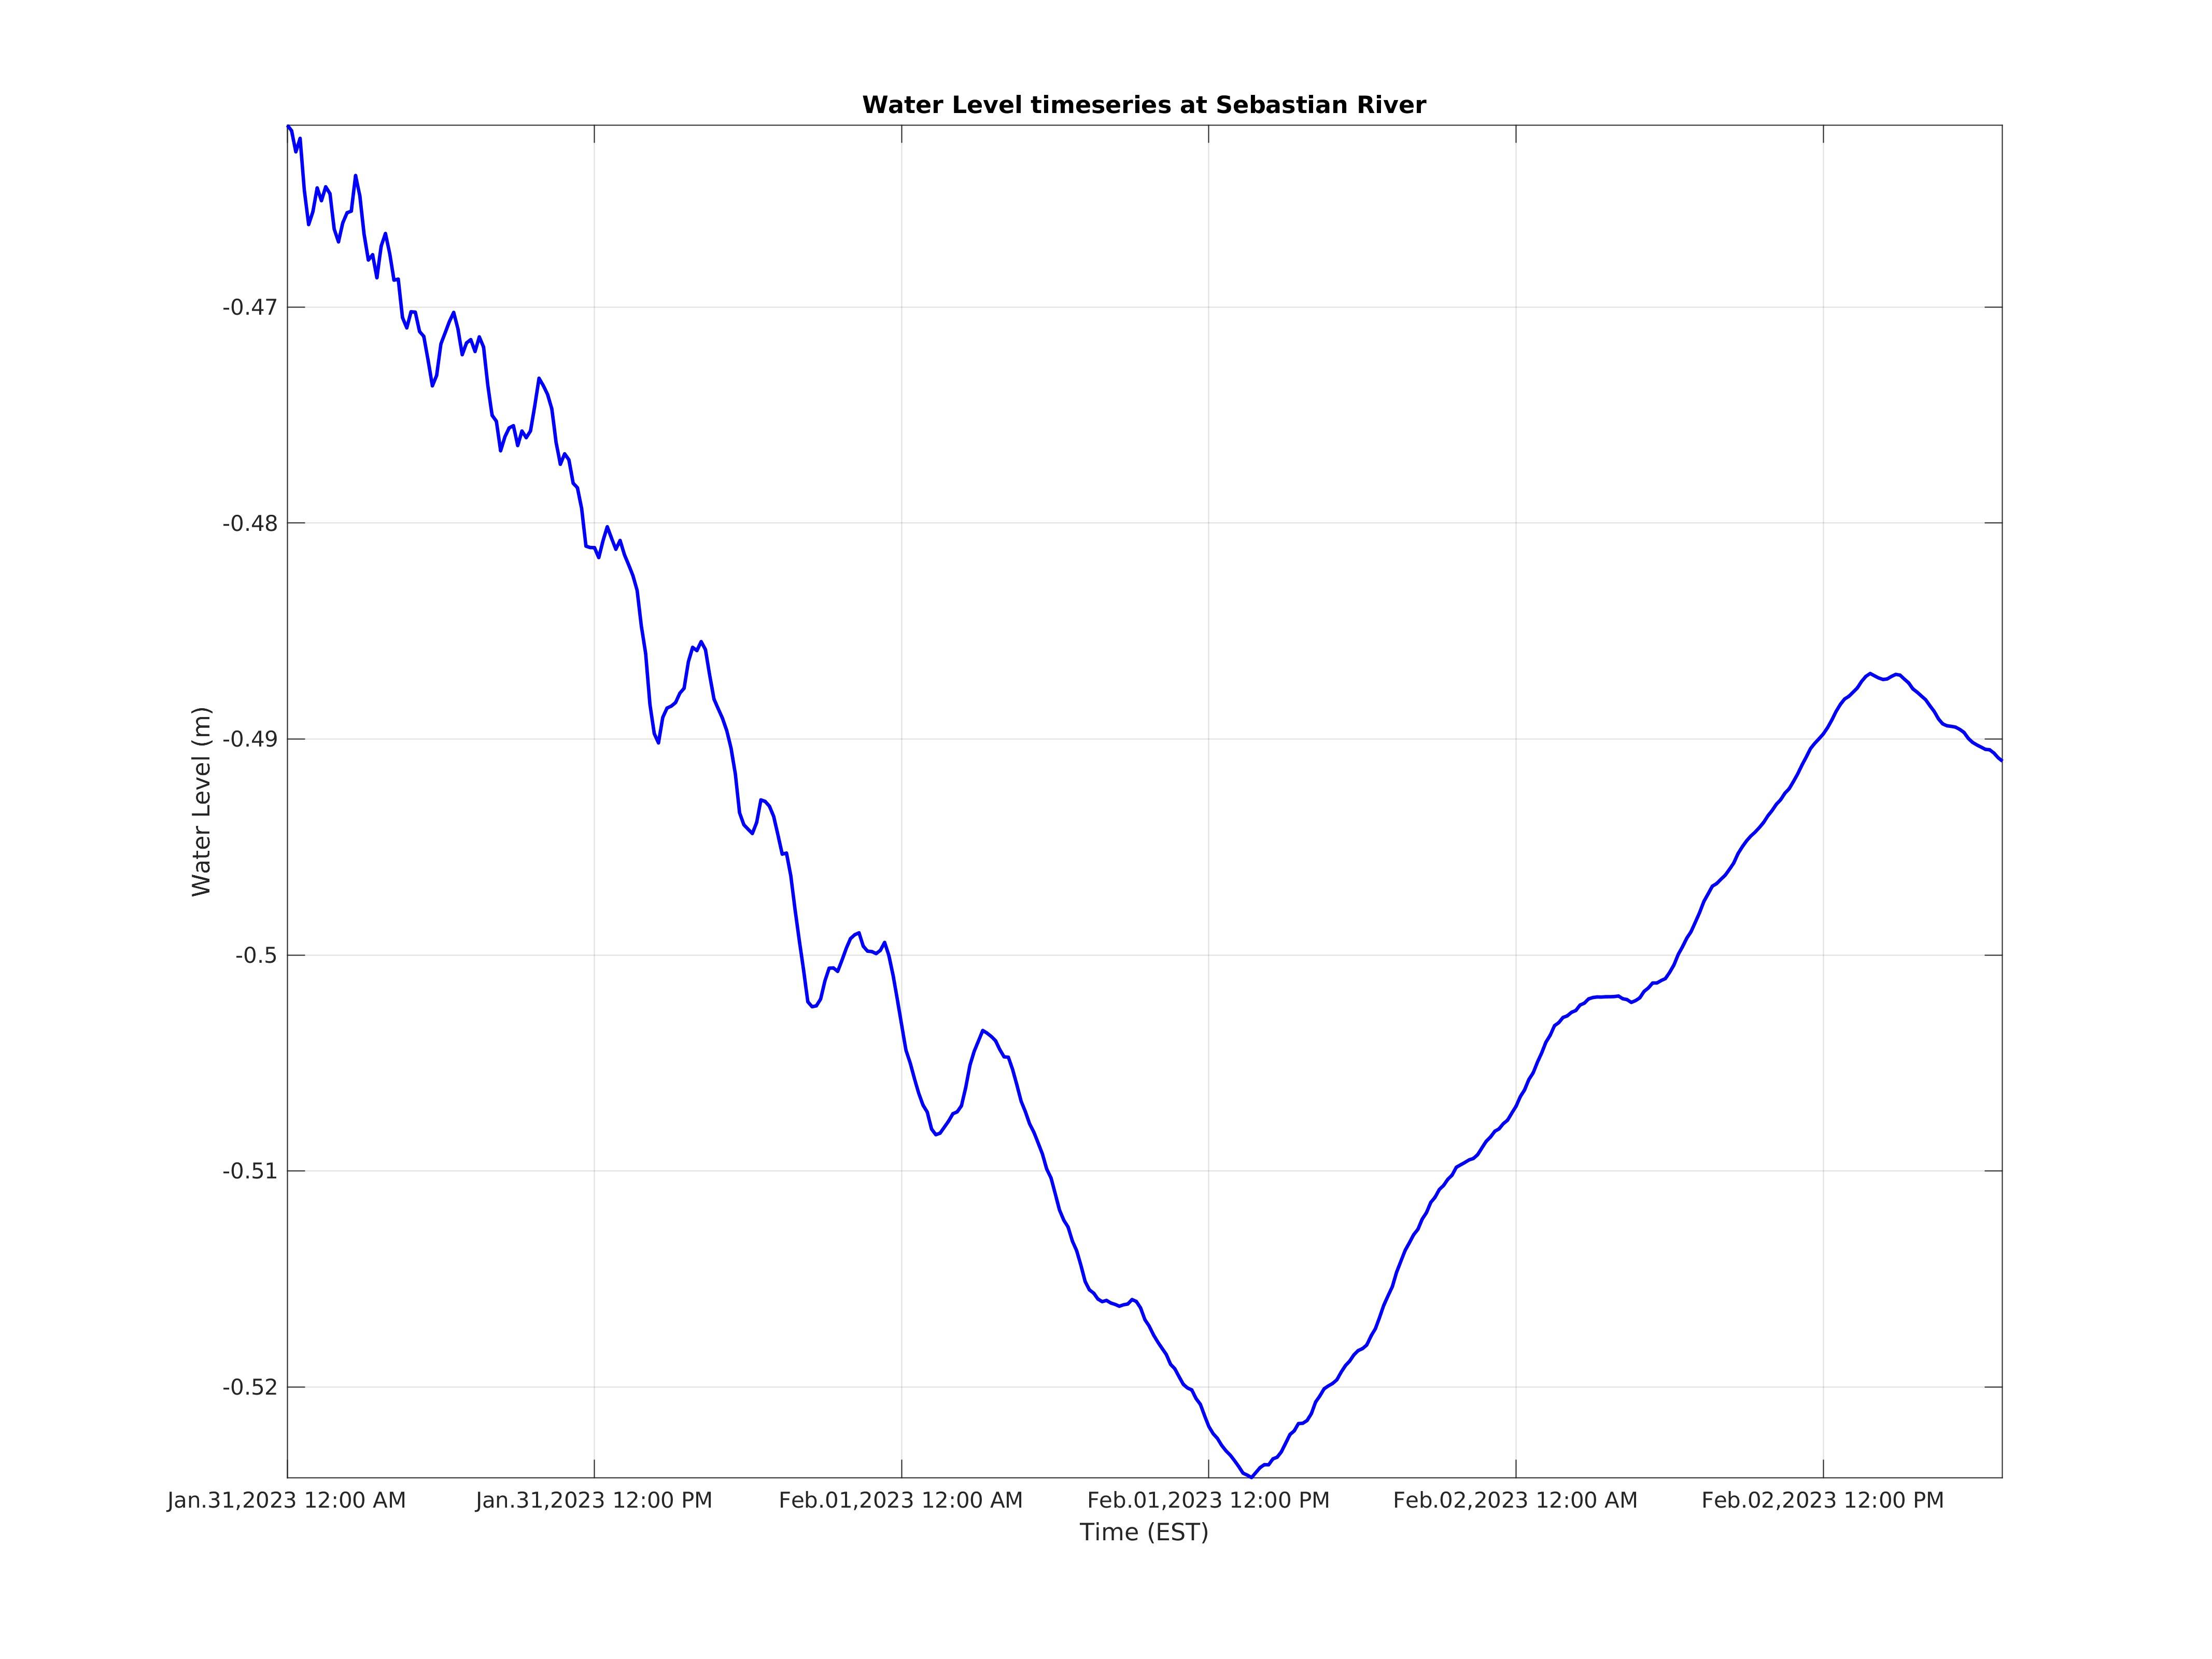 Water Level timeseries at Sebastian River
Water Level (m)
-0.47
-0.48
-0.49
-0.5
-0.51
-0.52
Jan.31,2023 12:00 AM
Jan.31,2023 12:00 PM
Feb.01,2023 12:00 AM
Feb.01,2023 12:00 PM
Feb.02,2023 12:00 AM
Feb.02,2023 12:00 PM
Time (EST)